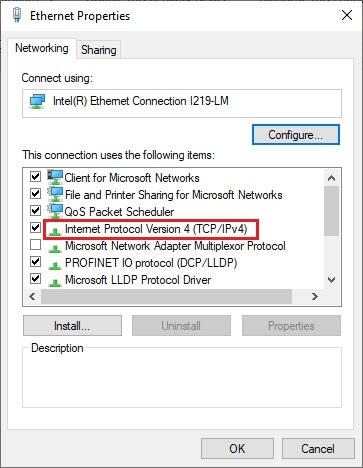 Ethernet Properties
Networking
Sharing
Connect using:
Intel(R) Ethernet Connection I219-LM
Configure...
This connection uses the following items:
Client for Microsoft Networks
File and Printer Sharing for Microsoft Networks
QoS Packet Scheduler
Internet Protocol Version 4 (TCP/IPv4)
Microsoft Network Adapter Multiplexor Protocol
PROFINET IO protocol (DCP/LLDP)
Microsoft LLDP Protocol Driver
Install...
Uninstall
Properties
Description
OK
Cancel